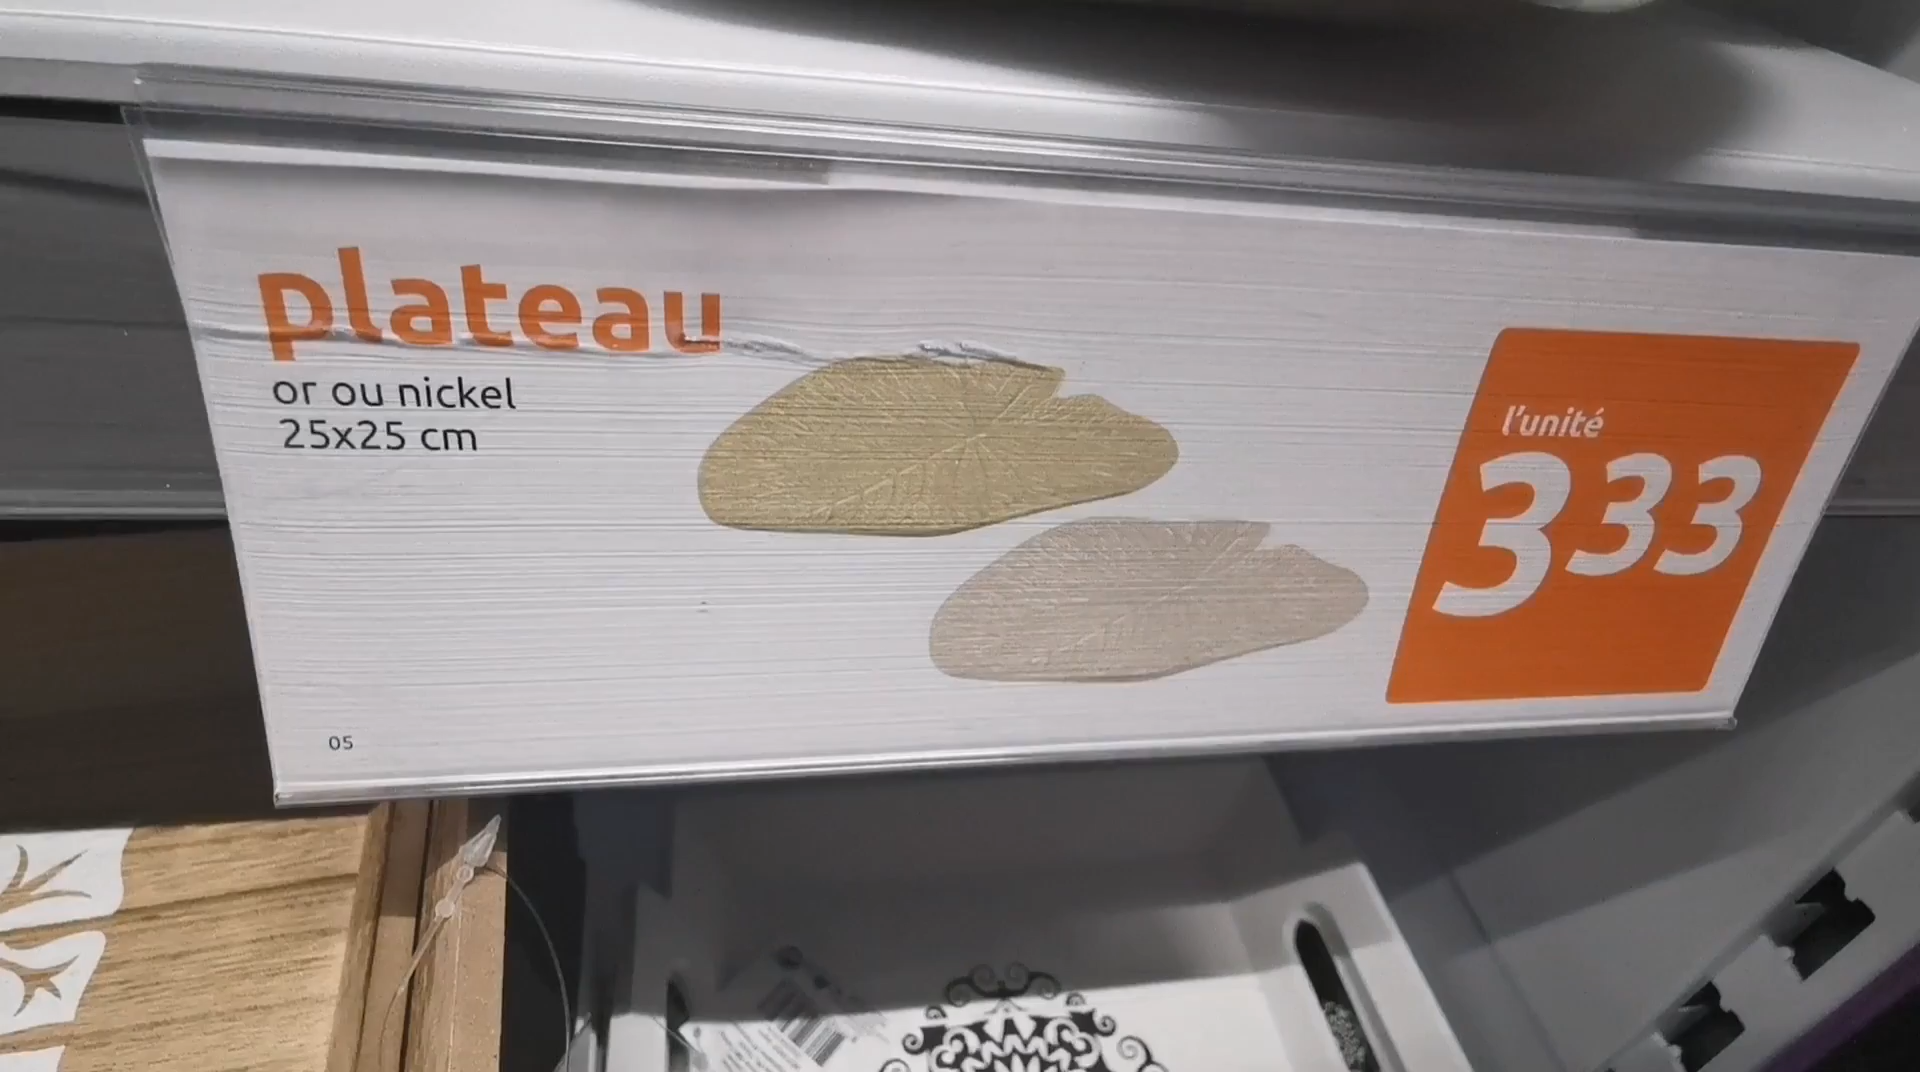 plateau
or ou nickel
25x25 cm
l'unité
333
05